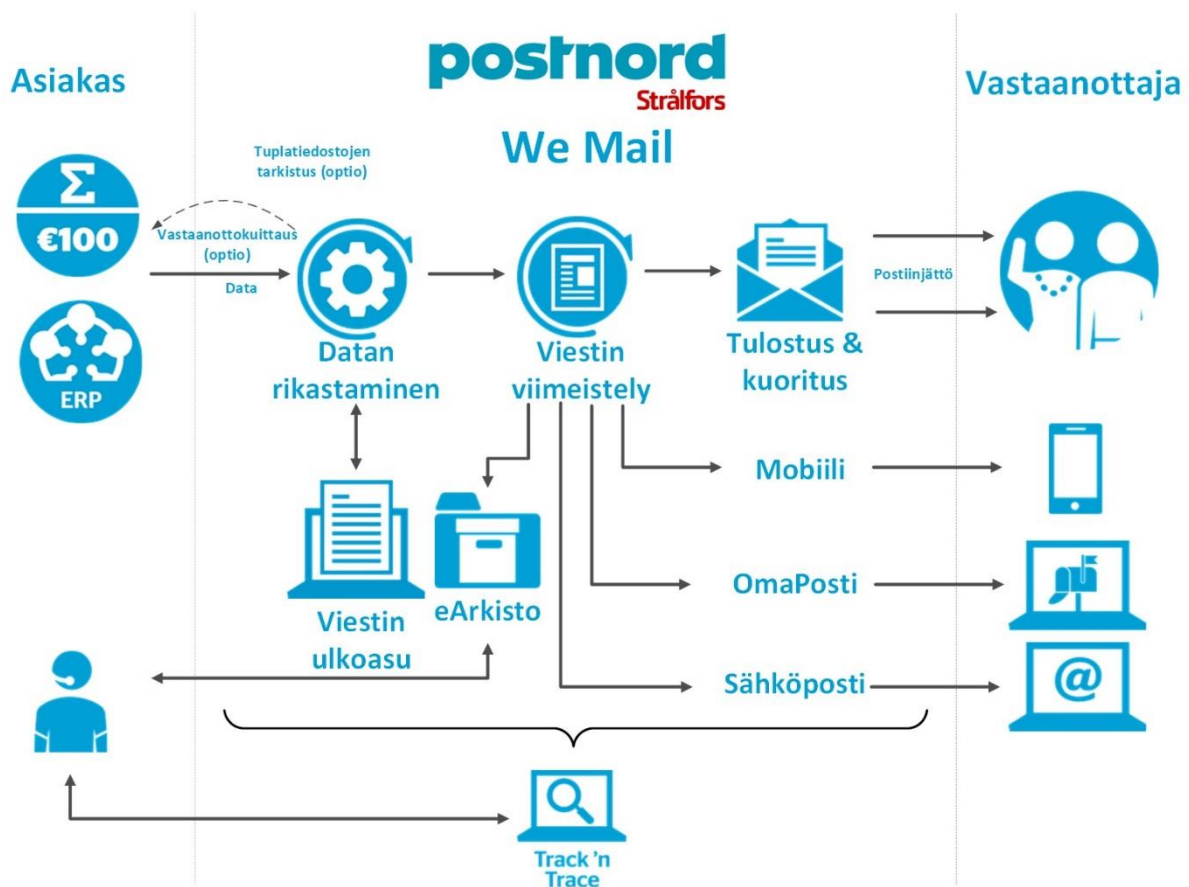 postnord
Strålfors
We Mail
Asiakas
Vastaanottaja
Σ
€100
ERP
Tuplatiedostojen
tarkistus (optio)
Vastaanottokuittaus
(optio)
Data
Datan
rikastaminen
Viestin
viimeistely
Tulostus &
kuoritus
Postiinjättö
Viestin
ulkoasu
eArkisto
Mobiili
OmaPosti
Sähköposti
@
Track 'n
Trace